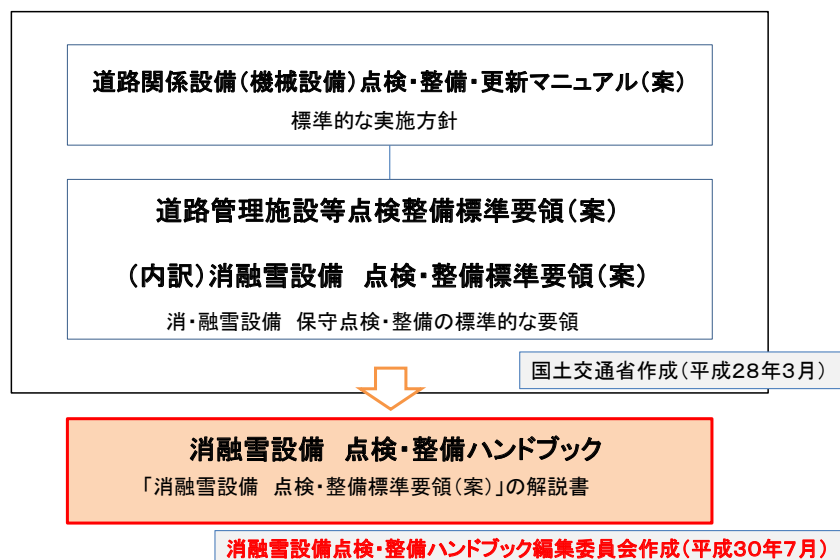 道路関係設備(機械設備)点検・整備・更新マニュアル(案)
標準的な実施方針
道路管理施設等点検整備標準要領(案)
(内訳)消融雪設備　点検・整備標準要領(案)
消・融雪設備　保守点検・整備の標準的な要領
国土交通省作成(平成28年3月)
消融雪設備　点検・整備ハンドブック
「消融雪設備　点検・整備標準要領(案)」の解説書
消融雪設備点検・整備ハンドブック編集委員会作成(平成30年7月)